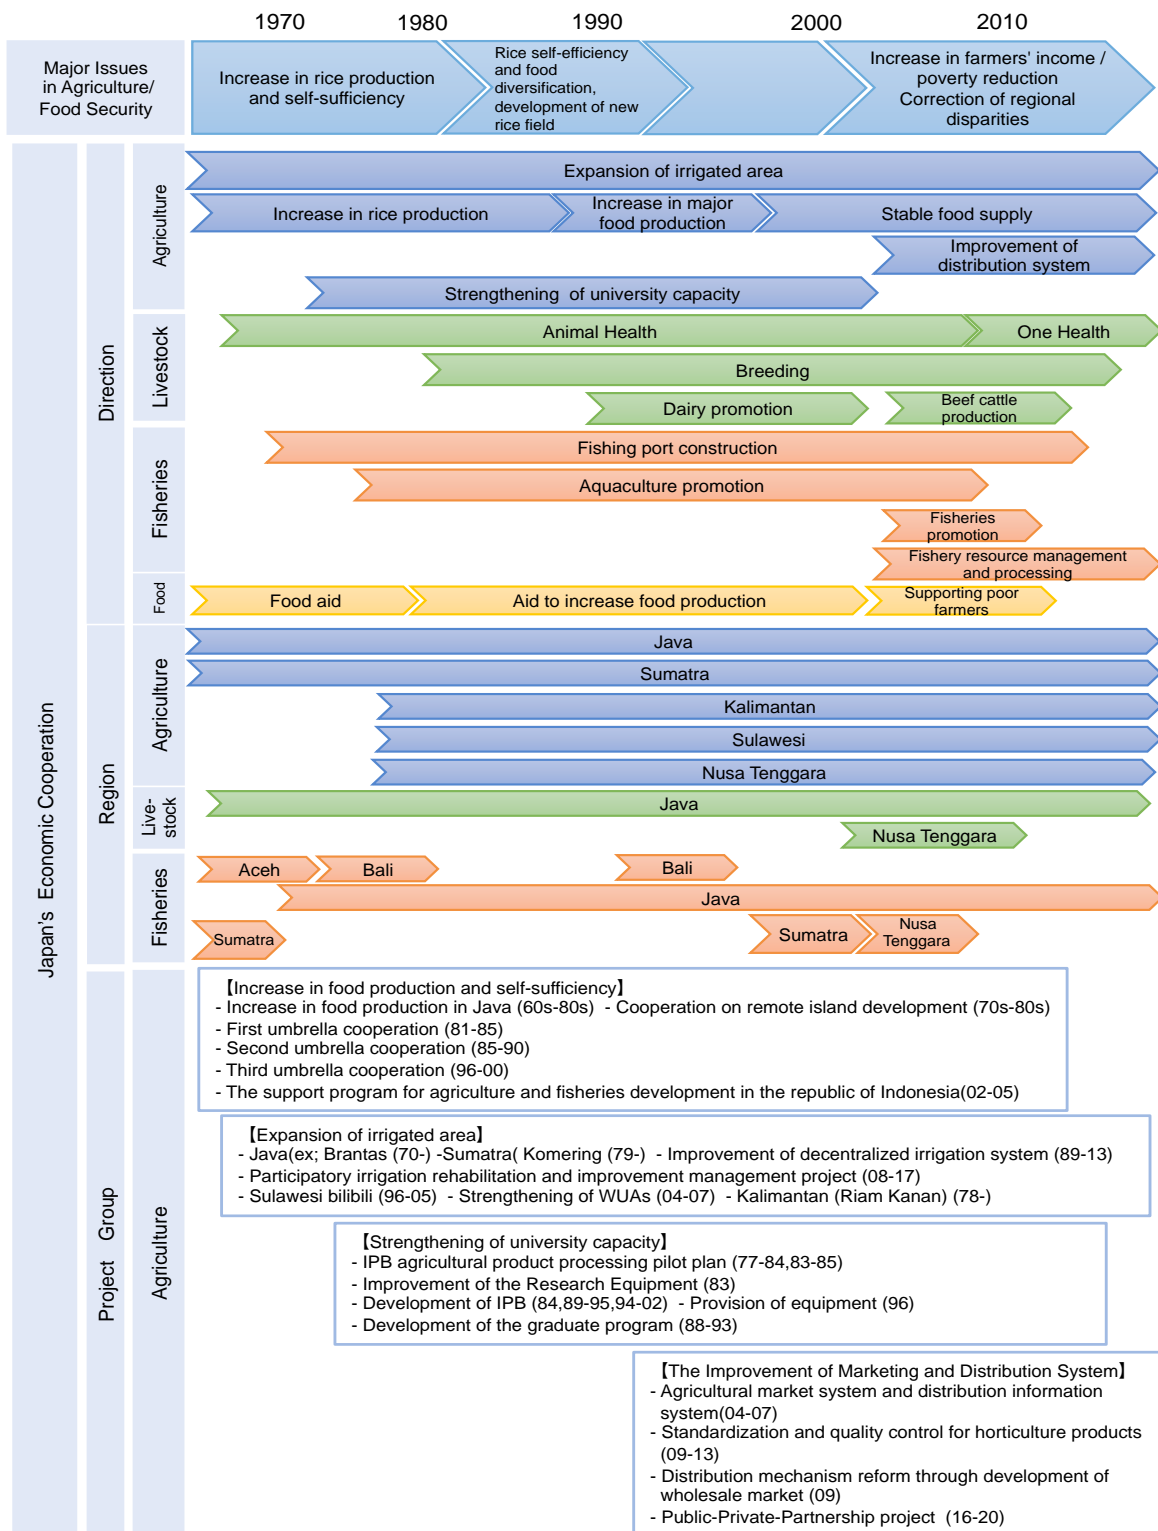 1970 1980 1990 2000 2010
Major Issues
in Agriculture/
Food Security
Increase in rice production
and self-sufficiency
Rice self-efficiency
and food
diversification,
development of new
rice field
Increase in farmers' income /
poverty reduction
Correction of regional
disparities
Japan's Economic Cooperation
Direction
Agriculture
Expansion of irrigated area
Increase in rice production
Increase in major
food production
Stable food supply
Improvement of
distribution system
Strengthening of university capacity
Livestock
Animal Health
One Health
Breeding
Dairy promotion
Beef cattle
production
Fisheries
Fishing port construction
Aquaculture promotion
Fisheries
promotion
Fishery resource management
and processing
Food
Food aid
Aid to increase food production
Supporting poor
farmers
Region
Agriculture
Java
Sumatra
Kalimantan
Sulawesi
Nusa Tenggara
Live-
stock
Java
Nusa Tenggara
Fisheries
Aceh
Bali
Bali
Java
Sumatra
Sumatra
Nusa
Tenggara
Project Group
Agriculture
【Increase in food production and self-sufficiency】
- Increase in food production in Java (60s-80s) - Cooperation on remote island development (70s-80s)
- First umbrella cooperation (81-85)
- Second umbrella cooperation (85-90)
- Third umbrella cooperation (96-00)
- The support program for agriculture and fisheries development in the republic of Indonesia(02-05)
【Expansion of irrigated area】
- Java(ex; Brantas (70-) -Sumatra( Komering (79-) - Improvement of decentralized irrigation system (89-13)
- Participatory irrigation rehabilitation and improvement management project (08-17)
- Sulawesi bilibili (96-05) - Strengthening of WUAs (04-07) - Kalimantan (Riam Kanan) (78-)
【Strengthening of university capacity】
- IPB agricultural product processing pilot plan (77-84,83-85)
- Improvement of the Research Equipment (83)
- Development of IPB (84,89-95,94-02) - Provision of equipment (96)
- Development of the graduate program (88-93)
【The Improvement of Marketing and Distribution System】
- Agricultural market system and distribution information
system(04-07)
- Standardization and quality control for horticulture products
(09-13)
- Distribution mechanism reform through development of
wholesale market (09)
- Public-Private-Partnership project (16-20)